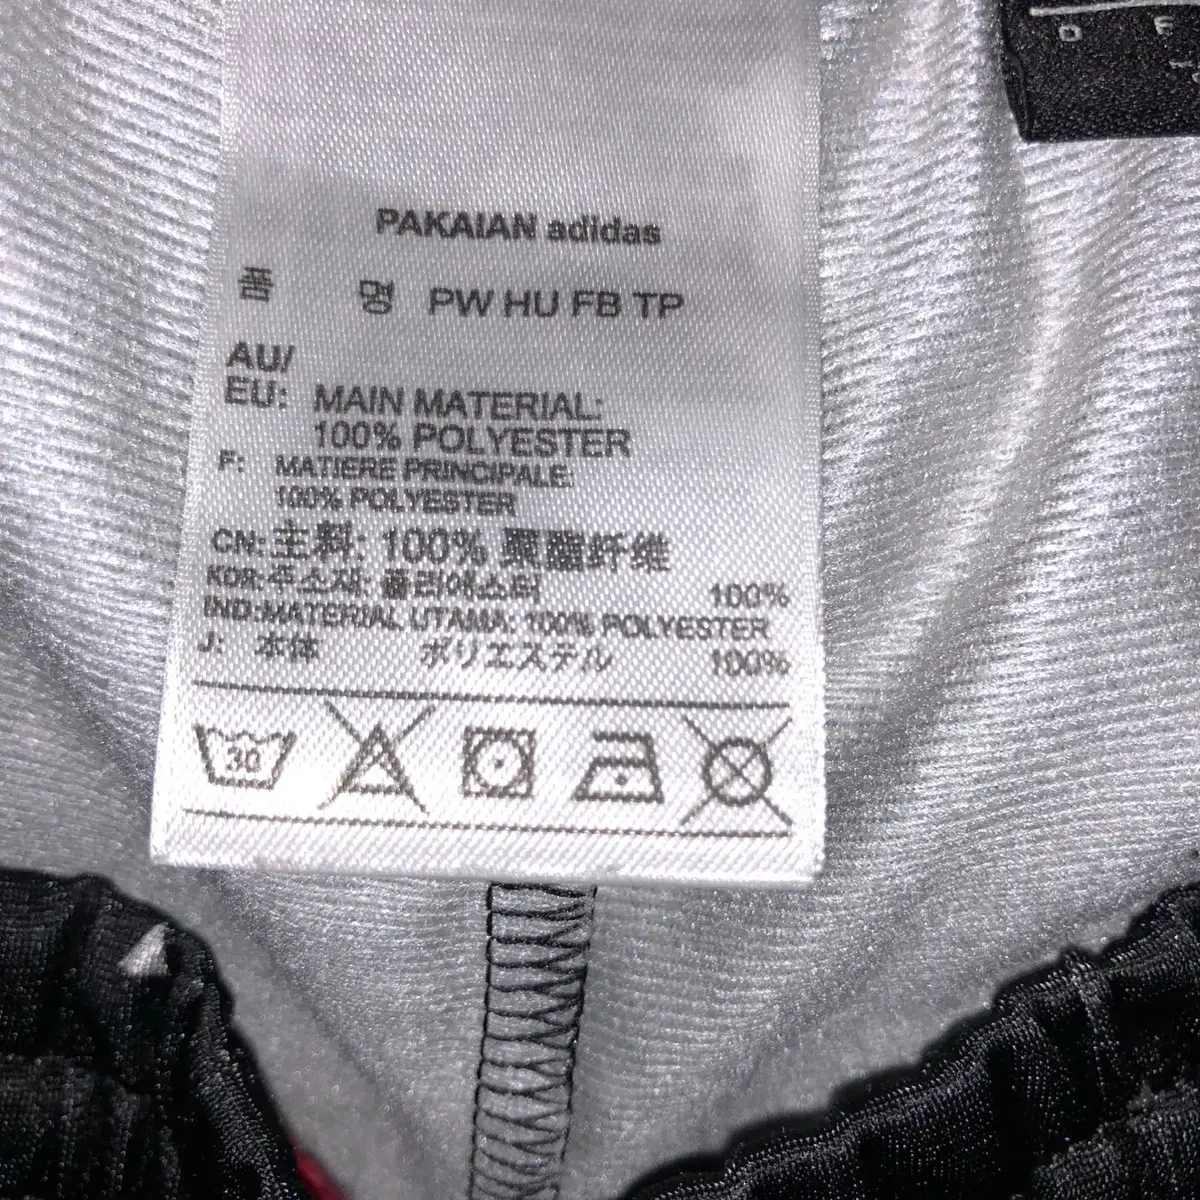 O F
PAKAIAN adidas
품 명 PW HU FB TP
AU/
EU: MAIN MATERIAL:
100% POLYESTER
F: MATIERE PRINCIPALE:
100% POLYESTER
CN: 主料: 100% 聚酯纤维
KOR: 주소재: 폴리에스터 100%
IND:MATERIAL UTAMA: 100% POLYESTER
J: 本体 ポリエステル 100%
30